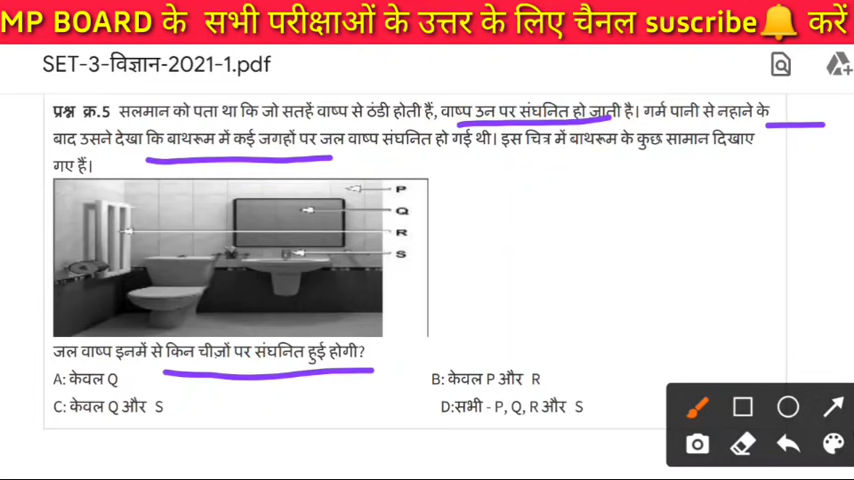 MP BOARD के सभी परीक्षाओं के उत्तर के लिए चैनल suscribe🔔 करें
SET-3-विज्ञान-2021-1.pdf
प्रश्न क्र.5 सलमान को पता था कि जो सतहें वाष्प से ठंडी होती हैं, वाष्प उन पर संघनित हो जाती है। गर्म पानी से नहाने के
बाद उसने देखा कि बाथरूम में कई जगहों पर जल वाष्प संघनित हो गई थी। इस चित्र में बाथरूम के कुछ सामान दिखाए
गए हैं।
P
Q
R
S
जल वाष्प इनमें से किन चीज़ों पर संघनित हुई होगी?
A: केवल Q B: केवल P और R
C: केवल Q और S D:सभी - P, Q, R और S